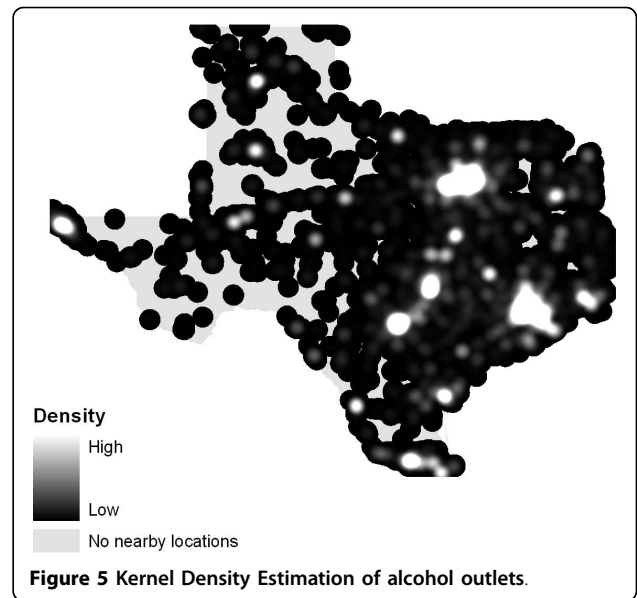 Density
High
Low
No nearby locations
Figure 5 Kernel Density Estimation of alcohol outlets.